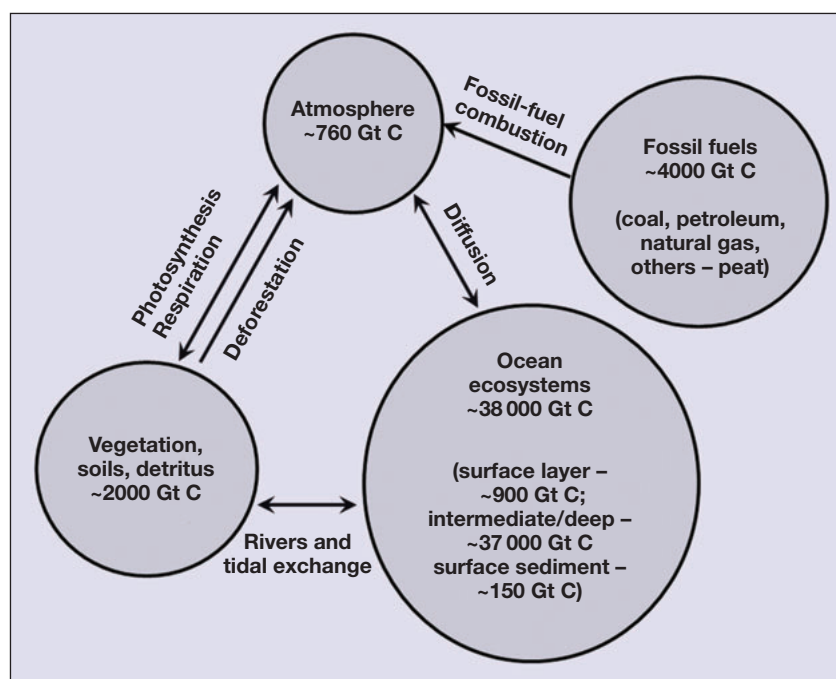 Atmosphere
~760 Gt C
Fossil-fuel
combustion
Fossil fuels
~4000 Gt C
(coal, petroleum,
natural gas,
others – peat)
Photosynthesis
Respiration
Deforestation
Diffusion
Ocean
ecosystems
~38 000 Gt C
(surface layer –
~900 Gt C;
intermediate/deep –
~37 000 Gt C
surface sediment –
~150 Gt C)
Vegetation,
soils, detritus
~2000 Gt C
Rivers and
tidal exchange